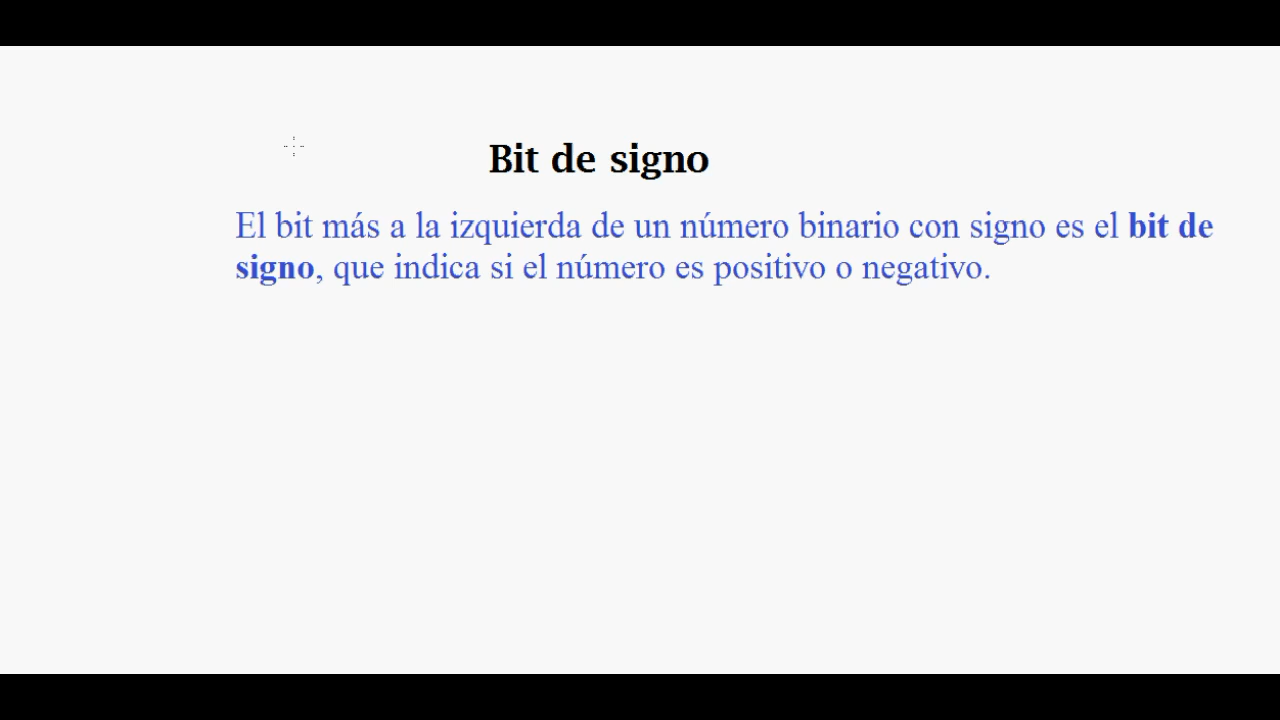 Bit de signo
El bit más a la izquierda de un número binario con signo es el bit de
signo, que indica si el número es positivo o negativo.